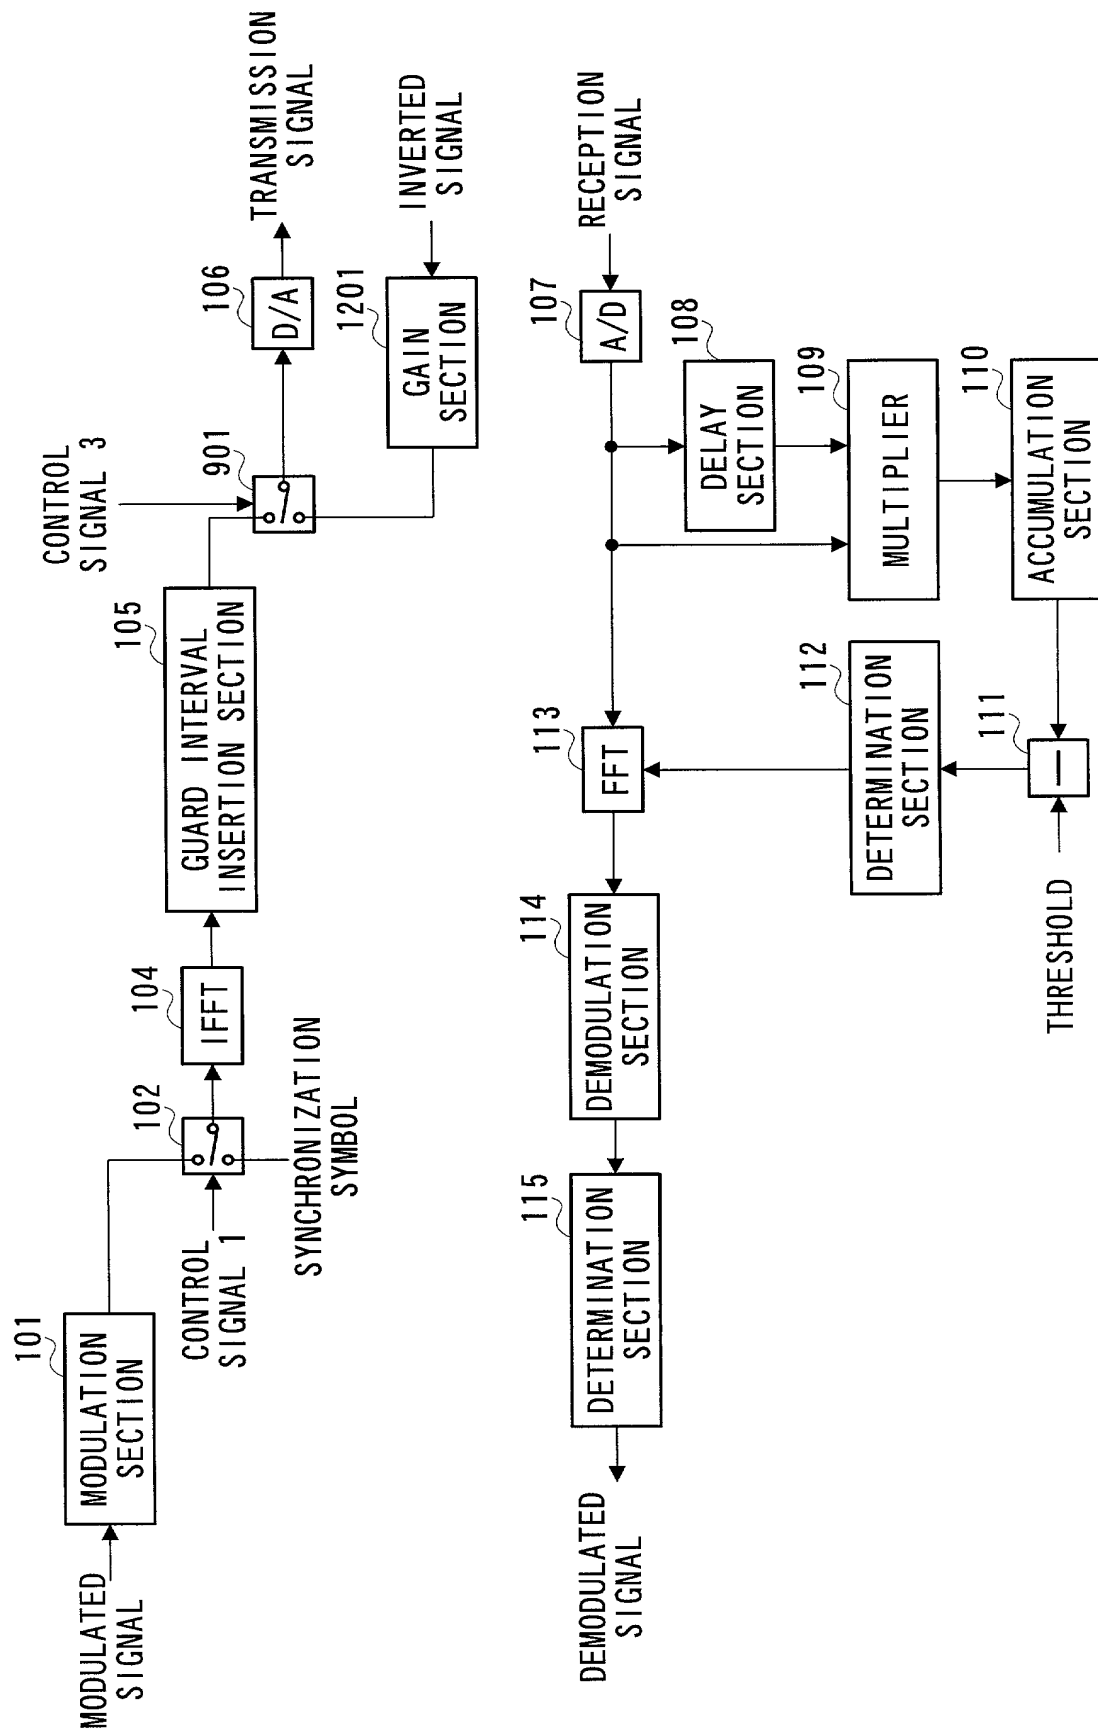 MODULATED
SIGNAL
101
MODULATION
SECTION
CONTROL
SIGNAL 1
102
SYNCHRONIZATION
SYMBOL
104
IFFT
105
GUARD INTERVAL
INSERTION SECTION
CONTROL
SIGNAL 3
901
106
D/A
TRANSMISSION
SIGNAL
1201
GAIN
SECTION
INVERTED
SIGNAL
DEMODULATED
SIGNAL
115
DETERMINATION
SECTION
114
DEMODULATION
SECTION
113
FFT
107
A/D
RECEPTION
SIGNAL
108
DELAY
SECTION
109
MULTIPLIER
110
ACCUMULATION
SECTION
112
DETERMINATION
SECTION
111
THRESHOLD